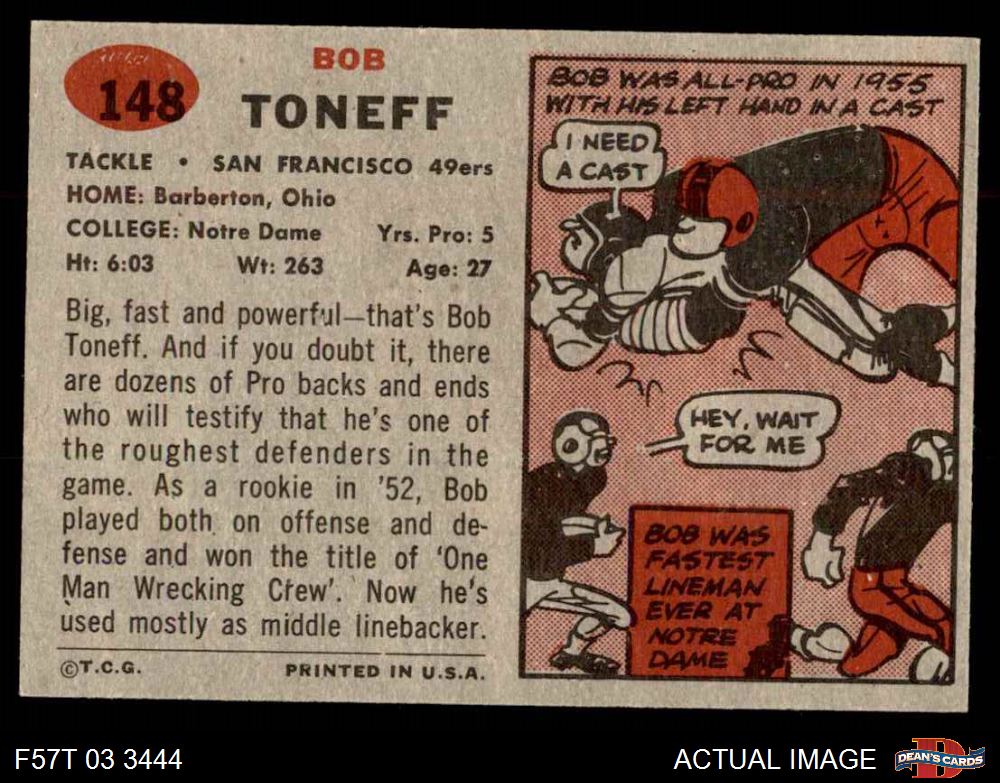 148
BOB
TONEFF
TACKLE • SAN FRANCISCO 49ers
HOME: Barberton, Ohio
COLLEGE: Notre Dame Yrs. Pro: 5
Ht: 6:03 Wt: 263 Age: 27
Big, fast and powerful—that's Bob
Toneff. And if you doubt it, there
are dozens of Pro backs and ends
who will testify that he's one of
the roughest defenders in the
game. As a rookie in '52, Bob
played both on offense and de-
fense and won the title of 'One
Man Wrecking Crew'. Now he's
used mostly as middle linebacker.
©T.C.G. PRINTED IN U.S.A.
BOB WAS ALL-PRO IN 1955
WITH HIS LEFT HAND IN A CAST
I NEED
A CAST
HEY, WAIT
FOR ME
BOB WAS
FASTEST
LINEMAN
EVER AT
NOTRE
DAME
F57T 03 3444
ACTUAL IMAGE
DEAN'S CARDS